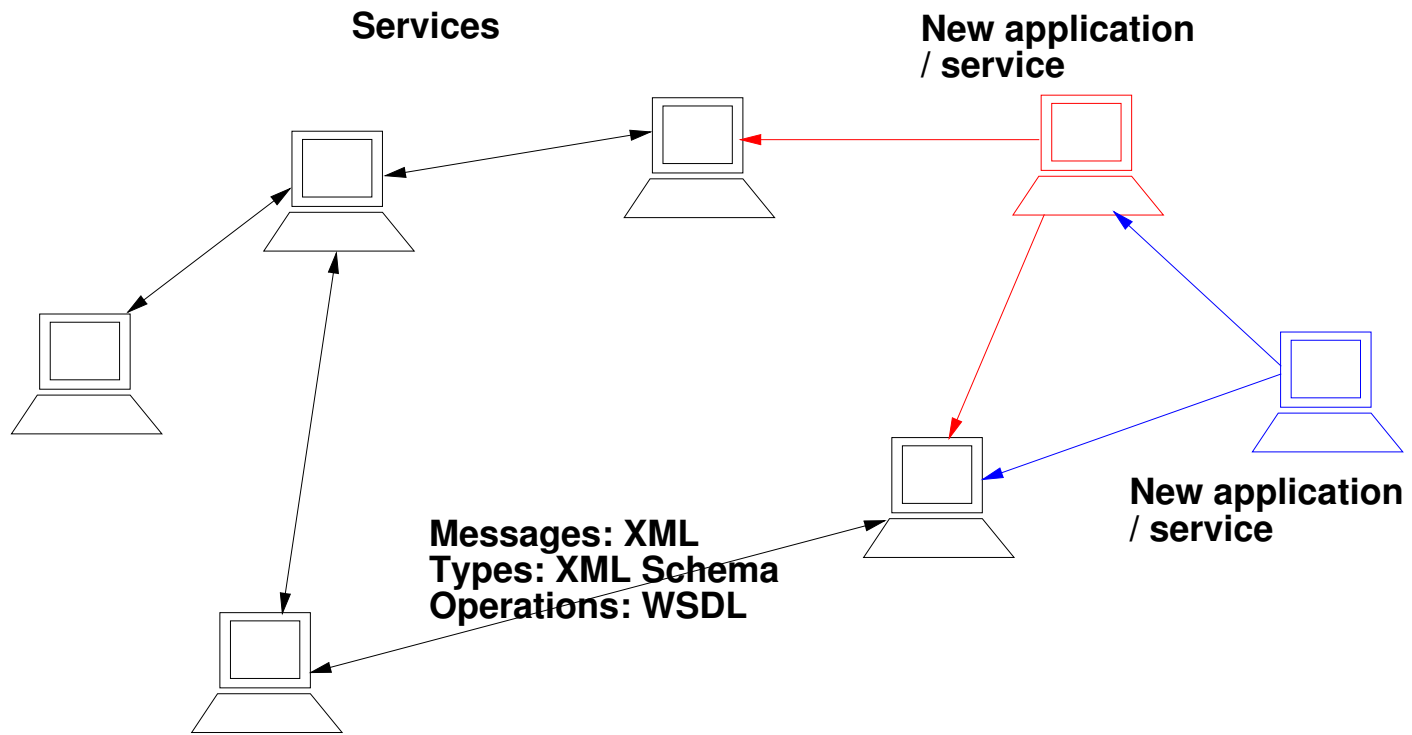 Services
New application
/ service
Messages: XML
Types: XML Schema
Operations: WSDL
New application
/ service